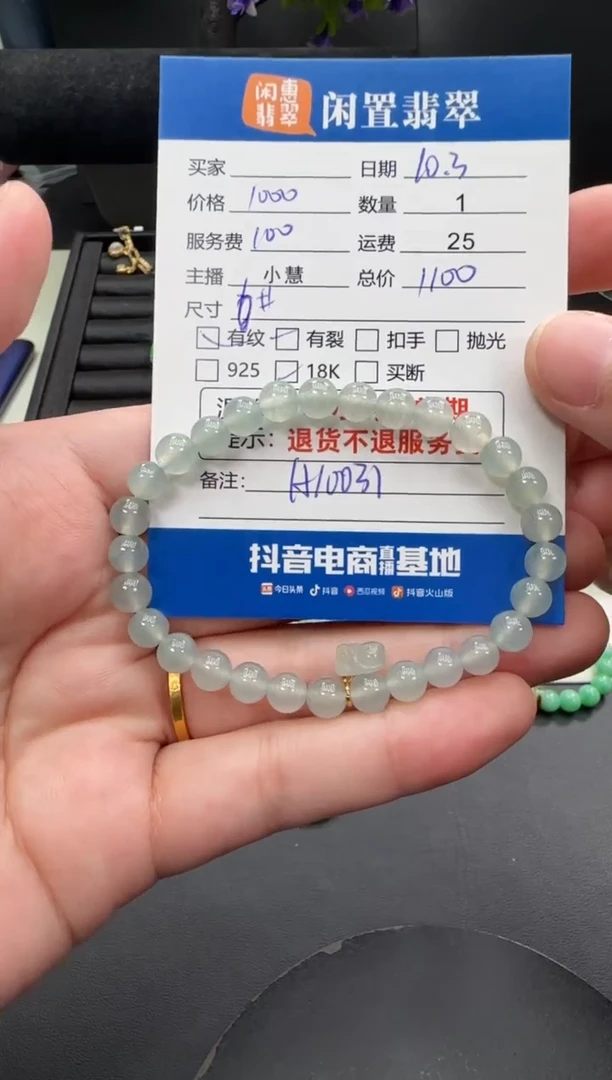 闲惠翡翠 闲置翡翠
买家 日期 10.3
价格 1000 数量 1
服务费 100 运费 25
主播 小慧 总价 1100
尺寸
有纹 有裂 扣手 抛光
925 18K 买断
提示：退货不退服务
备注： H10031
抖音电商直播基地
今日头条 抖音 西瓜视频 抖音火山版